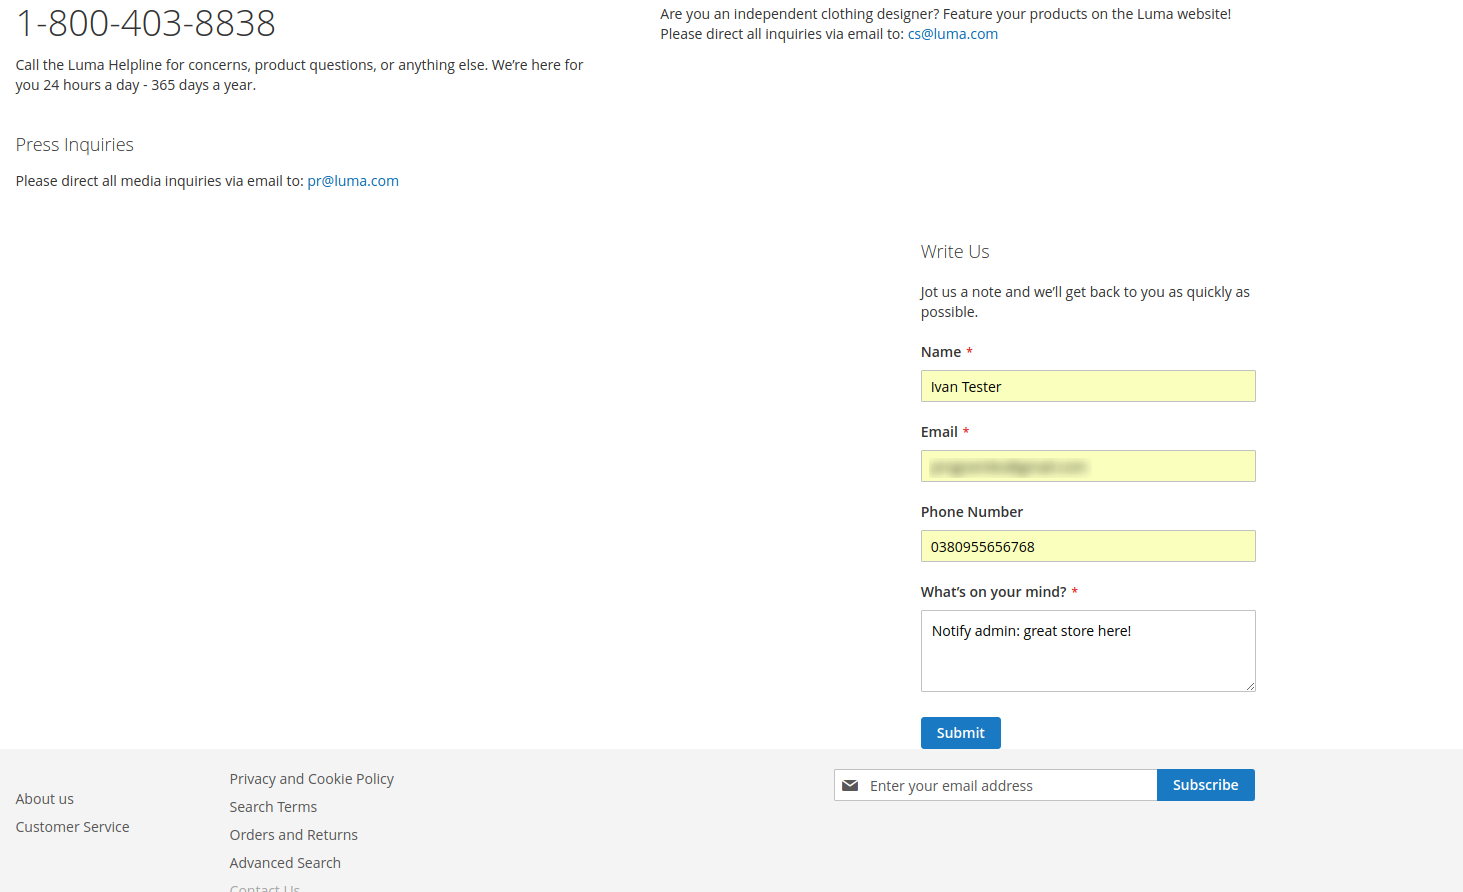 1-800-403-8838
Call the Luma Helpline for concerns, product questions, or anything else. We’re here for
you 24 hours a day - 365 days a year.
Press Inquiries
Please direct all media inquiries via email to: pr@luma.com
Are you an independent clothing designer? Feature your products on the Luma website!
Please direct all inquiries via email to: cs@luma.com
Write Us
Jot us a note and we’ll get back to you as quickly as
possible.
Name *
Ivan Tester
Email *
Phone Number
0380955656768
What’s on your mind? *
Notify admin: great store here!
Submit
About us
Customer Service
Privacy and Cookie Policy
Search Terms
Orders and Returns
Advanced Search
Contact Us
Enter your email address
Subscribe